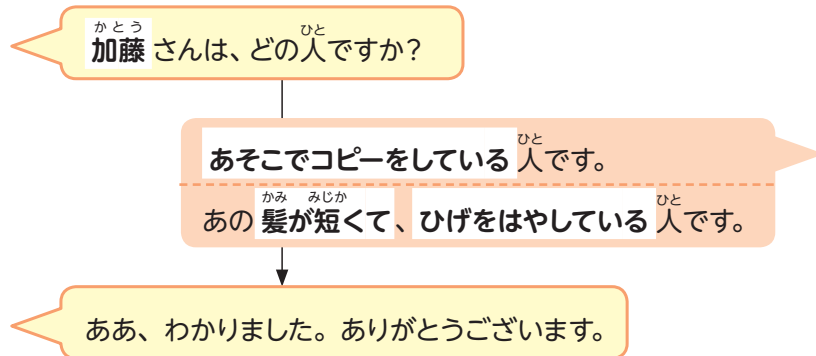 かとう ひと
加藤さんは、どの人ですか?
ひと
あそこでコピーをしている人です。
かみ みじか ひと
あの髪が短くて、ひげをはやしている人です。
ああ、わかりました。ありがとうございます。